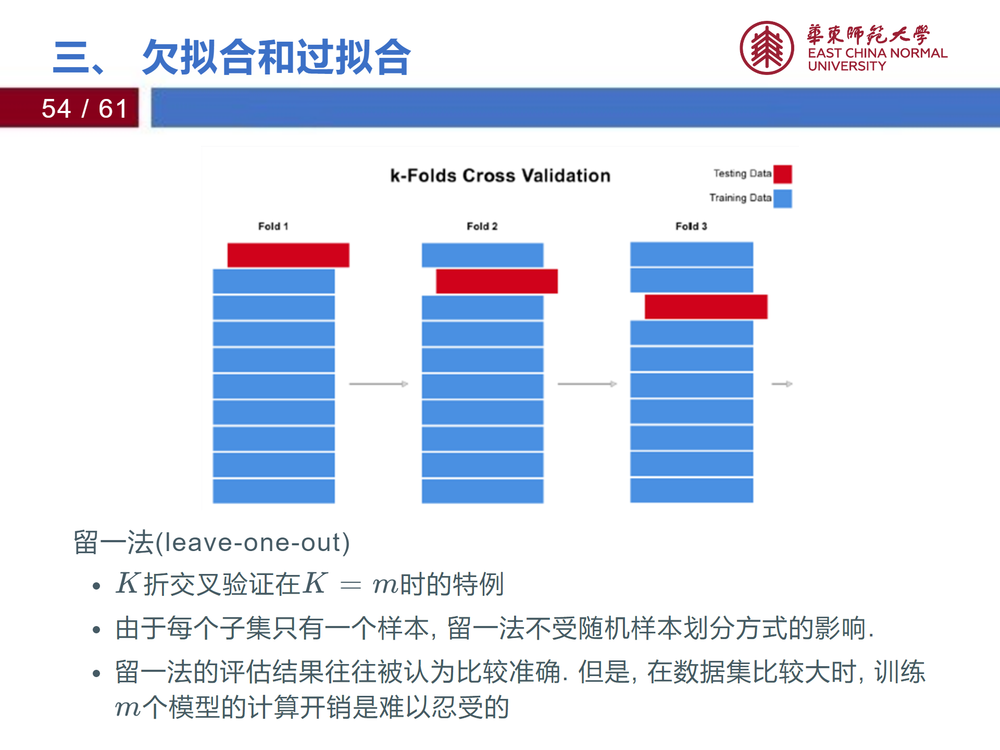 三、 欠拟合和过拟合
華東師範大學
EAST CHINA NORMAL
UNIVERSITY
54 / 61
k-Folds Cross Validation
Testing Data
Training Data
Fold 1
Fold 2
Fold 3
留一法(leave-one-out)
• K折交叉验证在K = m时的特例
• 由于每个子集只有一个样本, 留一法不受随机样本划分方式的影响.
• 留一法的评估结果往往被认为比较准确. 但是, 在数据集比较大时, 训练
m个模型的计算开销是难以忍受的